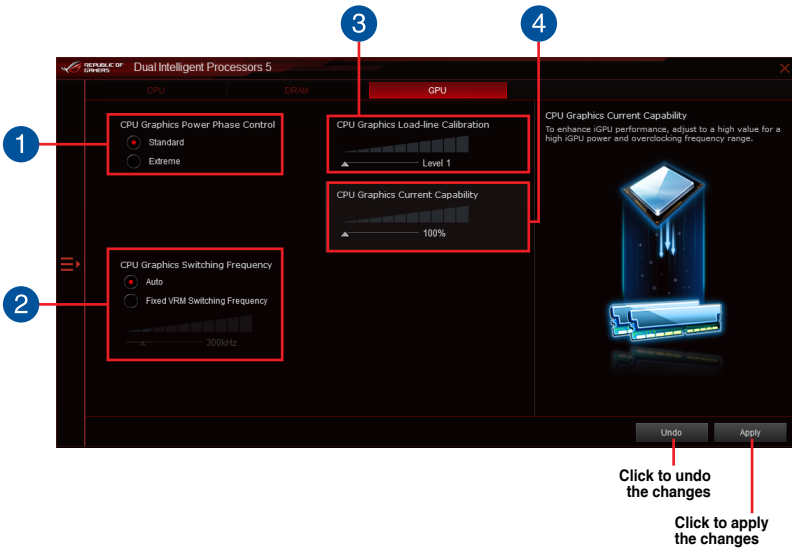 3
4
REPUBLIC OF
GAMERS
Dual Intelligent Processors 5
CPU
DRAM
GPU
1
CPU Graphics Power Phase Control
Standard
Extreme
CPU Graphics Load-line Calibration
Level 1
CPU Graphics Current Capability
100%
2
CPU Graphics Switching Frequency
Auto
Fixed VRM Switching Frequency
300kHz
CPU Graphics Current Capability
To enhance iGPU performance, adjust to a high value for a
high iGPU power and overclocking frequency range.
Undo
Apply
Click to undo
the changes
Click to apply
the changes